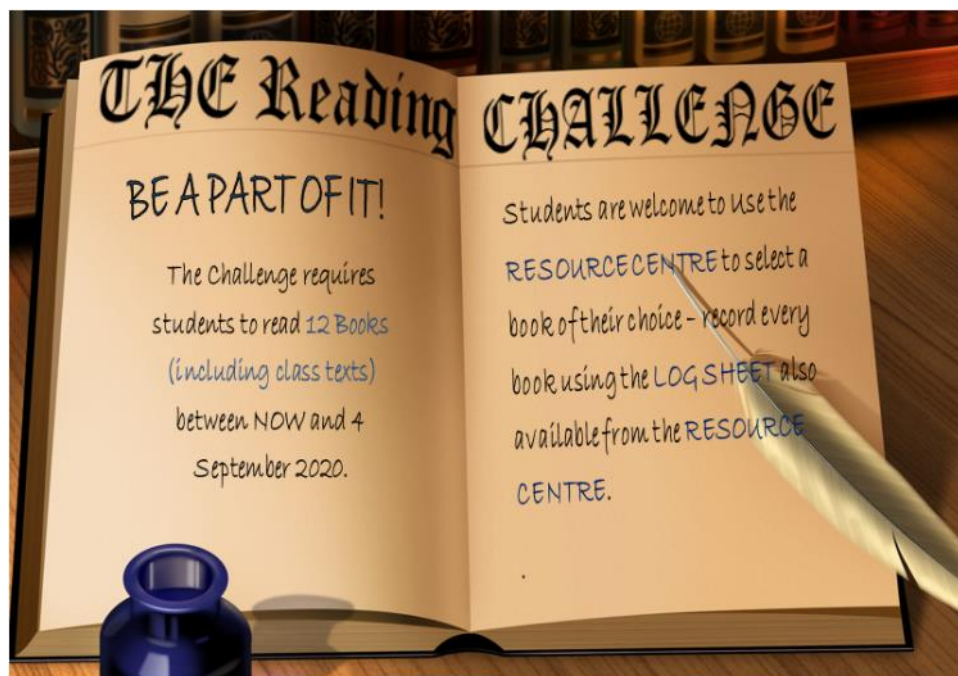 THE Reading
BE A PART OF IT!
The Challenge requires
students to read 12 Books
(including class texts)
between NOW and 4
September 2020.
CHALLENGE
Students are welcome to use the
RESOURCE CENTRE to select a
book of their choice - record every
book using the LOG SHEET also
available from the RESOURCE
CENTRE.
.